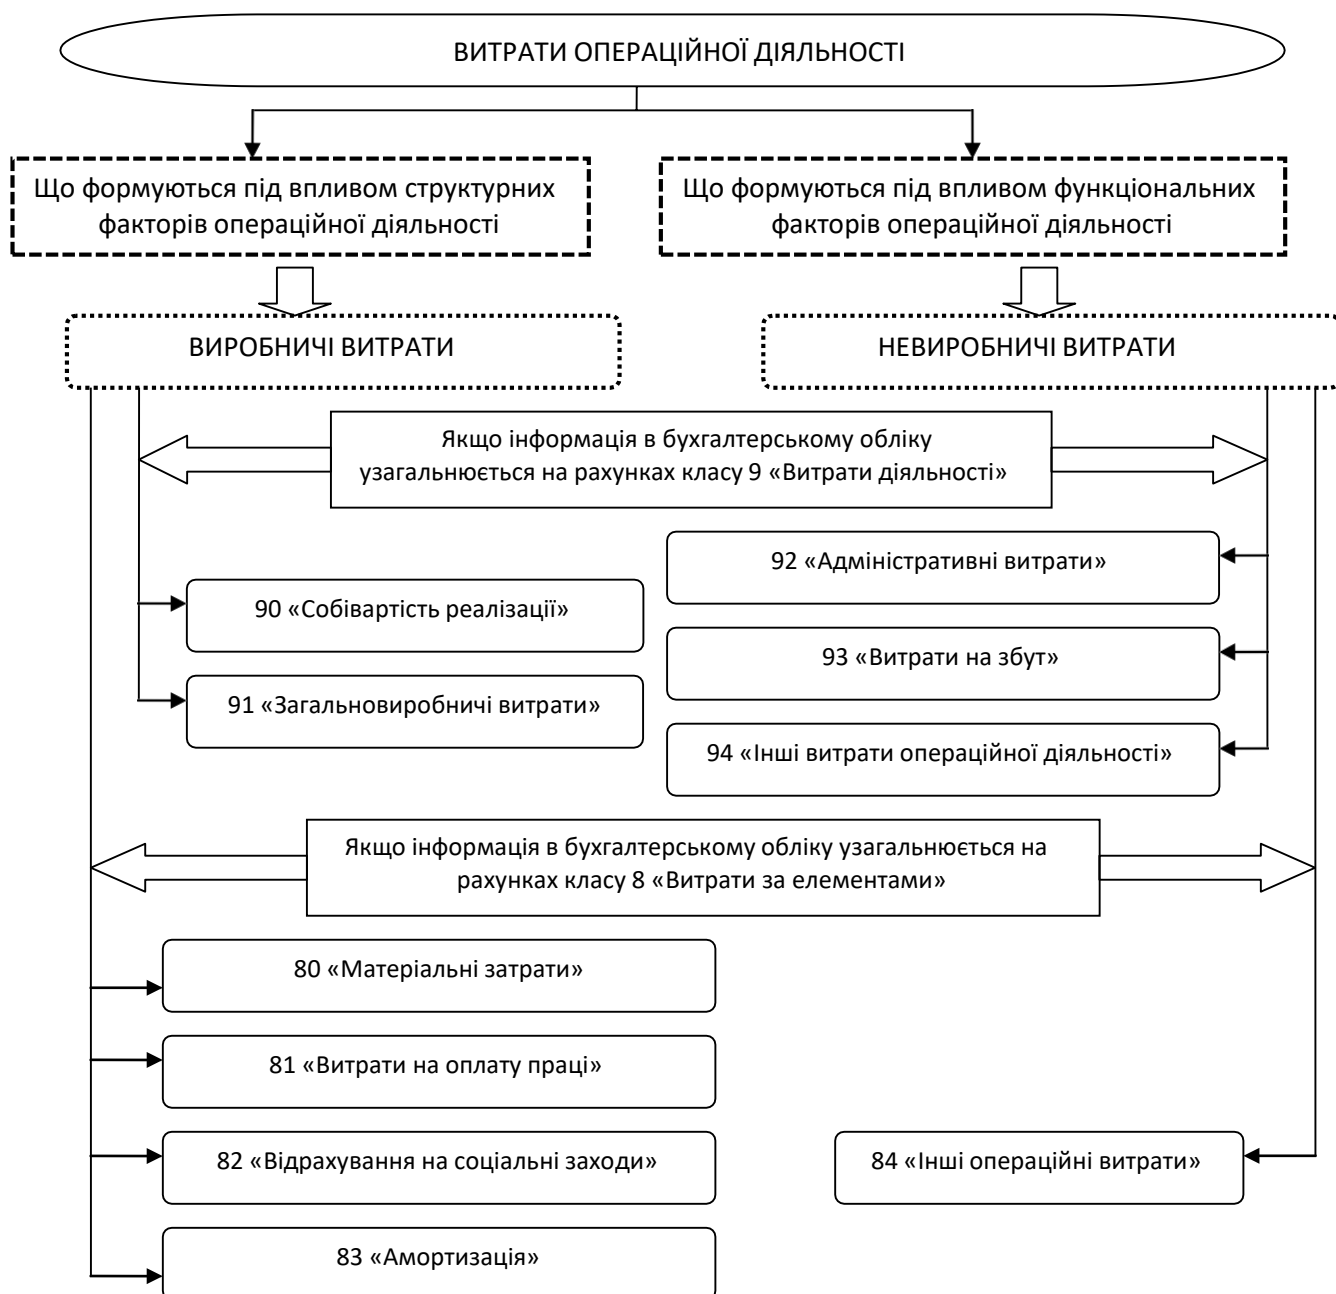 ВИТРАТИ ОПЕРАЦІЙНОЇ ДІЯЛЬНОСТІ
Що формуються під впливом структурних
факторів операційної діяльності
Що формуються під впливом функціональних
факторів операційної діяльності
ВИРОБНИЧІ ВИТРАТИ
НЕВИРОБНИЧІ ВИТРАТИ
Якщо інформація в бухгалтерському обліку
узагальнюється на рахунках класу 9 «Витрати діяльності»
92 «Адміністративні витрати»
90 «Собівартість реалізації»
93 «Витрати на збут»
91 «Загальновиробничі витрати»
94 «Інші витрати операційної діяльності»
Якщо інформація в бухгалтерському обліку узагальнюється на
рахунках класу 8 «Витрати за елементами»
80 «Матеріальні затрати»
81 «Витрати на оплату праці»
82 «Відрахування на соціальні заходи»
84 «Інші операційні витрати»
83 «Амортизація»